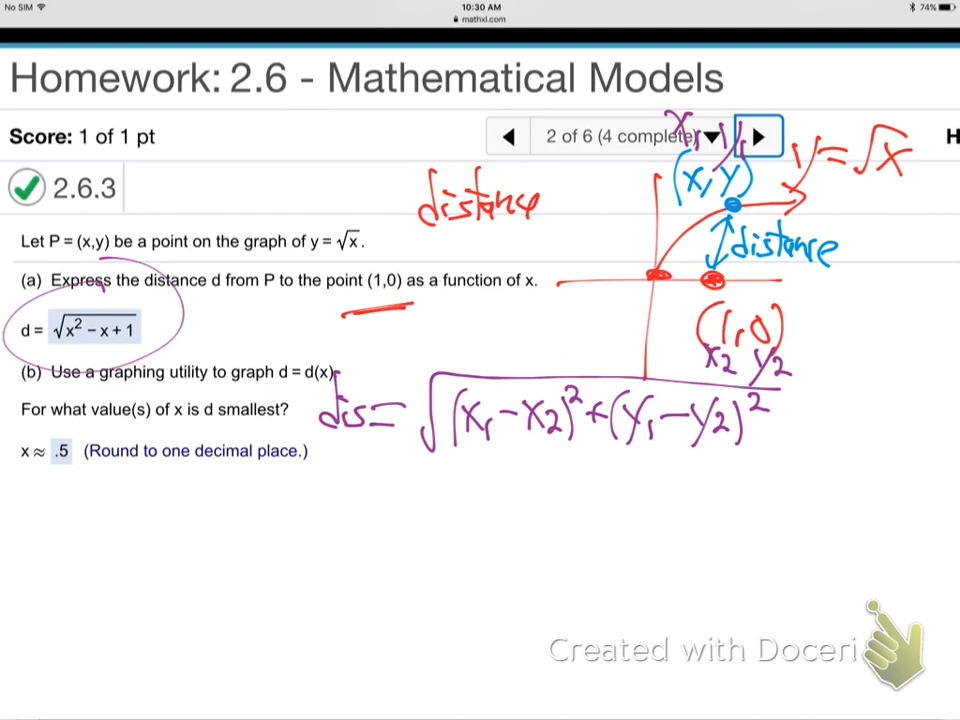 No SIM
10:30 AM
74%
mathxl.com
Homework: 2.6 - Mathematical Models
Score: 1 of 1 pt
2 of 6 (4 complete)
H
2.6.3
x₁, y₁
(x, y)
y = √x
distance
distance
Let P = (x,y) be a point on the graph of y = √x.
(a) Express the distance d from P to the point (1,0) as a function of x.
(1,0)
x2 y2
d = √x² − x + 1
(b) Use a graphing utility to graph d = d(x).
For what value(s) of x is d smallest?
dis = √(x₁ − x2)² + (y₁ − y2)²
x ≈ .5 (Round to one decimal place.)
Created with Doceri